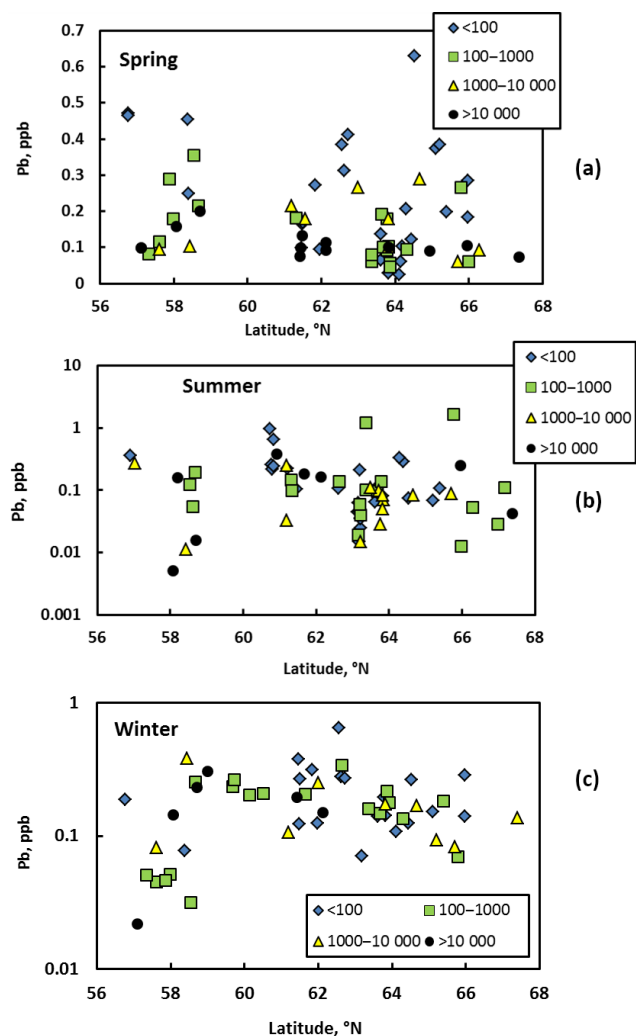 0.7
0.6
0.5
0.4
0.3
0.2
0.1
0
Pb, ppb
Spring
<100
100–1000
1000–10 000
>10 000
(a)
56 58 60 62 64 66 68
Latitude, °N
10
1
0.1
0.01
0.001
Pb, ppb
Summer
<100
100–1000
1000–10 000
>10 000
(b)
56 58 60 62 64 66 68
Latitude, °N
1
0.1
0.01
Pb, ppb
Winter
(c)
<100 100–1000
1000–10 000 >10 000
56 58 60 62 64 66 68
Latitude, °N